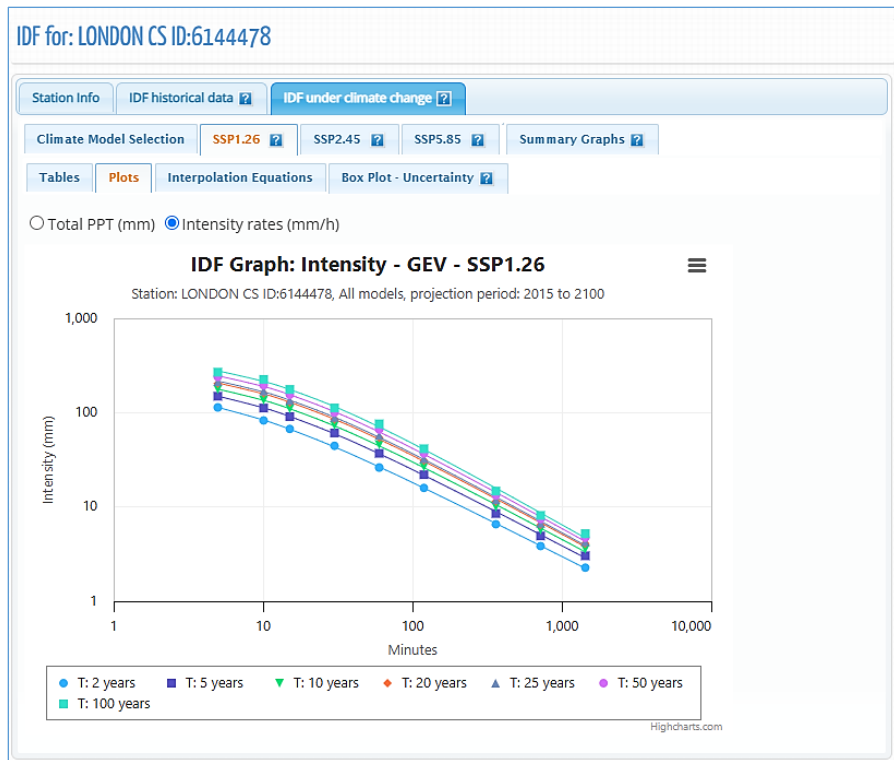 IDF for: LONDON CS ID:6144478
Station Info IDF historical data ? IDF under climate change ?
Climate Model Selection SSP1.26 ? SSP2.45 ? SSP5.85 ? Summary Graphs ?
Tables Plots Interpolation Equations Box Plot - Uncertainty ?
Total PPT (mm) Intensity rates (mm/h)
IDF Graph: Intensity - GEV - SSP1.26
Station: LONDON CS ID:6144478, All models, projection period: 2015 to 2100
Intensity (mm)
1,000
100
10
1
1 10 100 1,000 10,000
Minutes
T: 2 years T: 5 years T: 10 years T: 20 years T: 25 years T: 50 years
T: 100 years
Highcharts.com